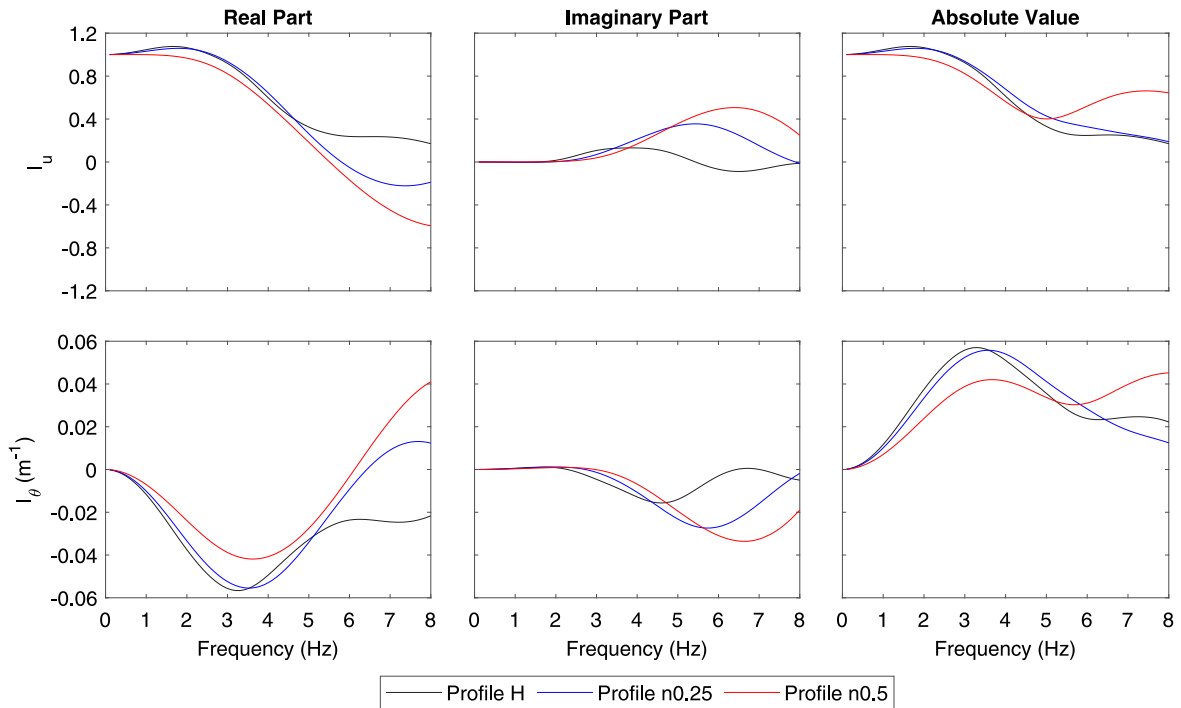 Real Part
Imaginary Part
Absolute Value
1.2
0.8
0.4
0
-0.4
-0.8
-1.2
I_u
0.06
0.04
0.02
0
-0.02
-0.04
-0.06
I_θ (m⁻¹)
0 1 2 3 4 5 6 7 8
0 1 2 3 4 5 6 7 8
0 1 2 3 4 5 6 7 8
Frequency (Hz)
Frequency (Hz)
Frequency (Hz)
Profile H
Profile n0.25
Profile n0.5